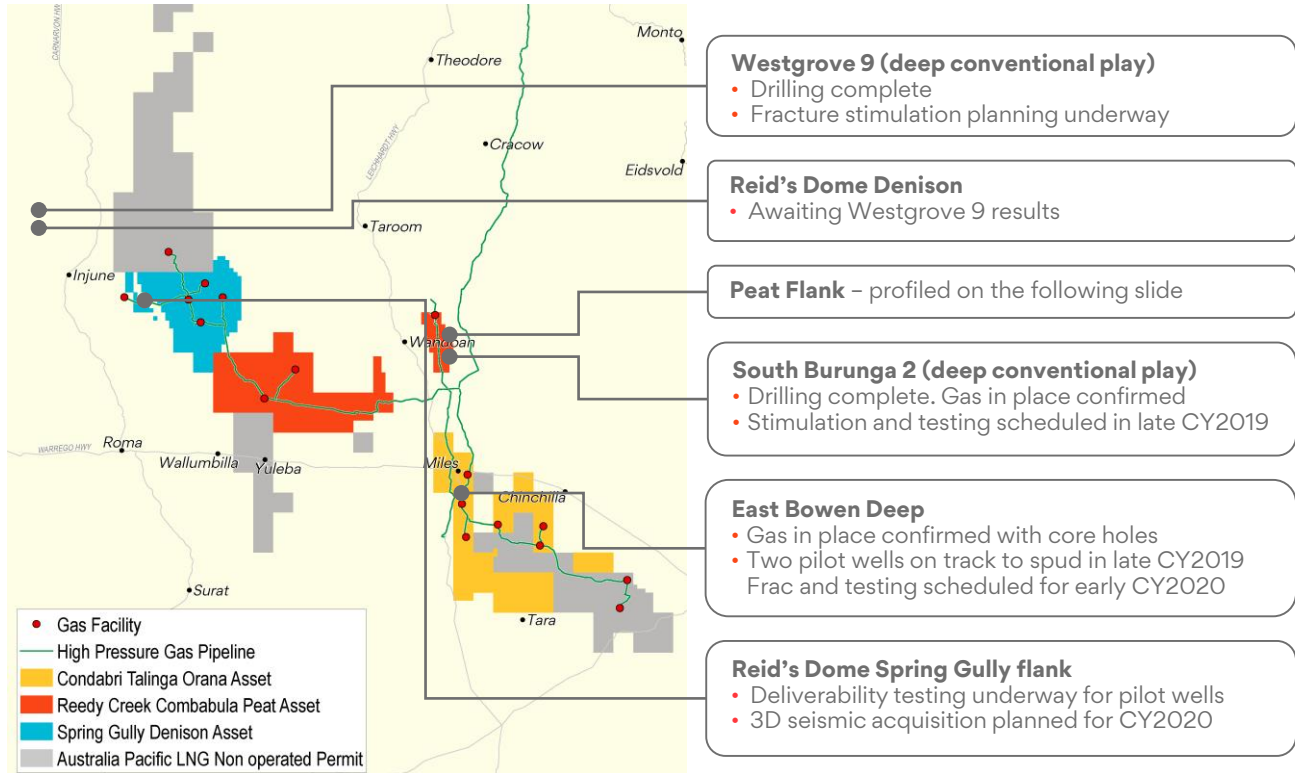 CARNARVON HWY
Monto
Theodore
LEICHHARDT HWY
Cracow
Eidsvold
Taroom
Injune
Wandoan
WARREGO HWY
Roma
Wallumbilla
Yuleba
Miles
Chinchilla
Surat
Tara
Gas Facility
High Pressure Gas Pipeline
Condabri Talinga Orana Asset
Reedy Creek Combabula Peat Asset
Spring Gully Denison Asset
Australia Pacific LNG Non operated Permit
Westgrove 9 (deep conventional play)
• Drilling complete
• Fracture stimulation planning underway
Reid's Dome Denison
• Awaiting Westgrove 9 results
Peat Flank – profiled on the following slide
South Burunga 2 (deep conventional play)
• Drilling complete. Gas in place confirmed
• Stimulation and testing scheduled in late CY2019
East Bowen Deep
• Gas in place confirmed with core holes
• Two pilot wells on track to spud in late CY2019
Frac and testing scheduled for early CY2020
Reid's Dome Spring Gully flank
• Deliverability testing underway for pilot wells
• 3D seismic acquisition planned for CY2020